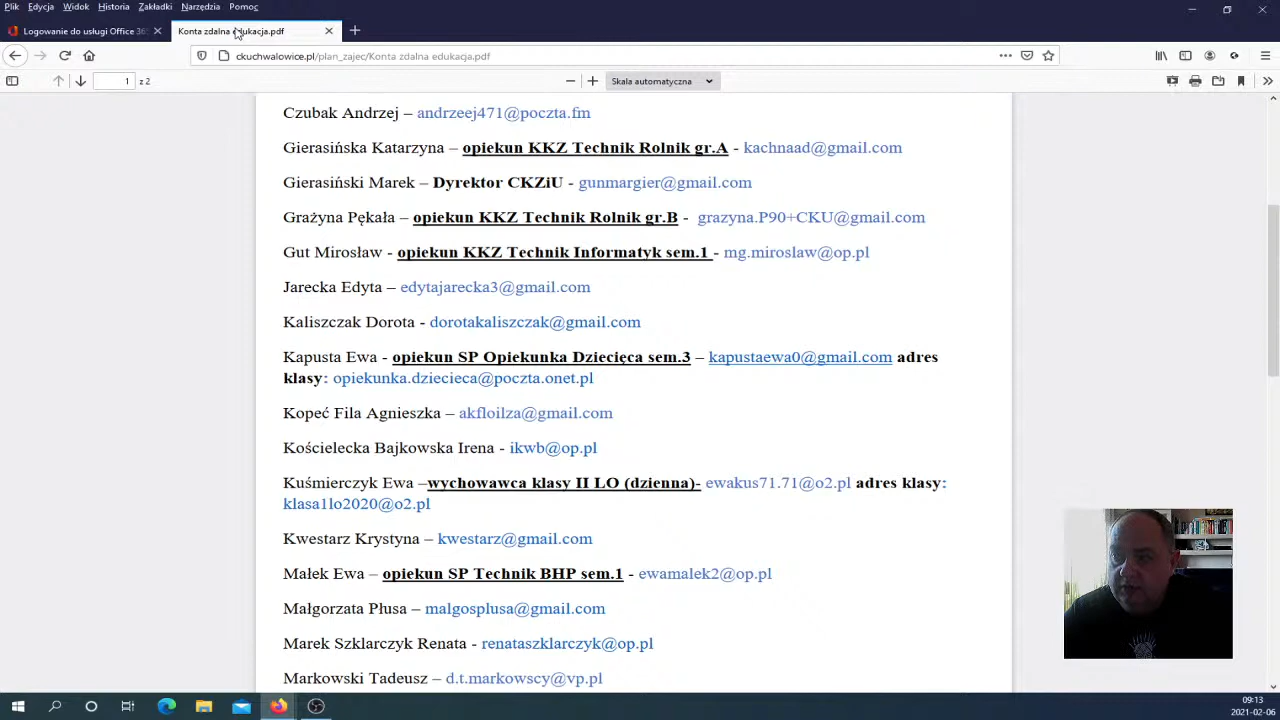 Plik Edycja Widok Historia Zakładki Narzędzia Pomoc
Logowanie do usługi Office 365
Konta zdalna edukacja.pdf
ckuchwalowice.pl/plan_zajec/Konta zdalna edukacja.pdf
1 z 2
Skala automatyczna
Czubak Andrzej – andrzeej471@poczta.fm
Gierasińska Katarzyna – opiekun KKZ Technik Rolnik gr.A - kachnaad@gmail.com
Gierasiński Marek – Dyrektor CKZiU - gunmargier@gmail.com
Grażyna Pękala – opiekun KKZ Technik Rolnik gr.B - grazyna.P90+CKU@gmail.com
Gut Mirosław - opiekun KKZ Technik Informatyk sem.1 - mg.miroslaw@op.pl
Jarecka Edyta – edytajarecka3@gmail.com
Kaliszczak Dorota - dorotakaliszczak@gmail.com
Kapusta Ewa - opiekun SP Opiekunka Dziecięca sem.3 – kapustaewa0@gmail.com adres
klasy: opiekunka.dziecieca@poczta.onet.pl
Kopeć Fila Agnieszka – akfloilza@gmail.com
Kościelecka Bajkowska Irena - ikwb@op.pl
Kuśmierczyk Ewa –wychowawca klasy II LO (dzienna)- ewakus71.71@o2.pl adres klasy:
klasa1lo2020@o2.pl
Kwestarz Krystyna – kwestarz@gmail.com
Małek Ewa – opiekun SP Technik BHP sem.1 - ewamalek2@op.pl
Małgorzata Płusa – malgosplusa@gmail.com
Marek Szklarczyk Renata - renataszklarczyk@op.pl
Markowski Tadeusz – d.t.markowscy@vp.pl
09:13
2021-02-06